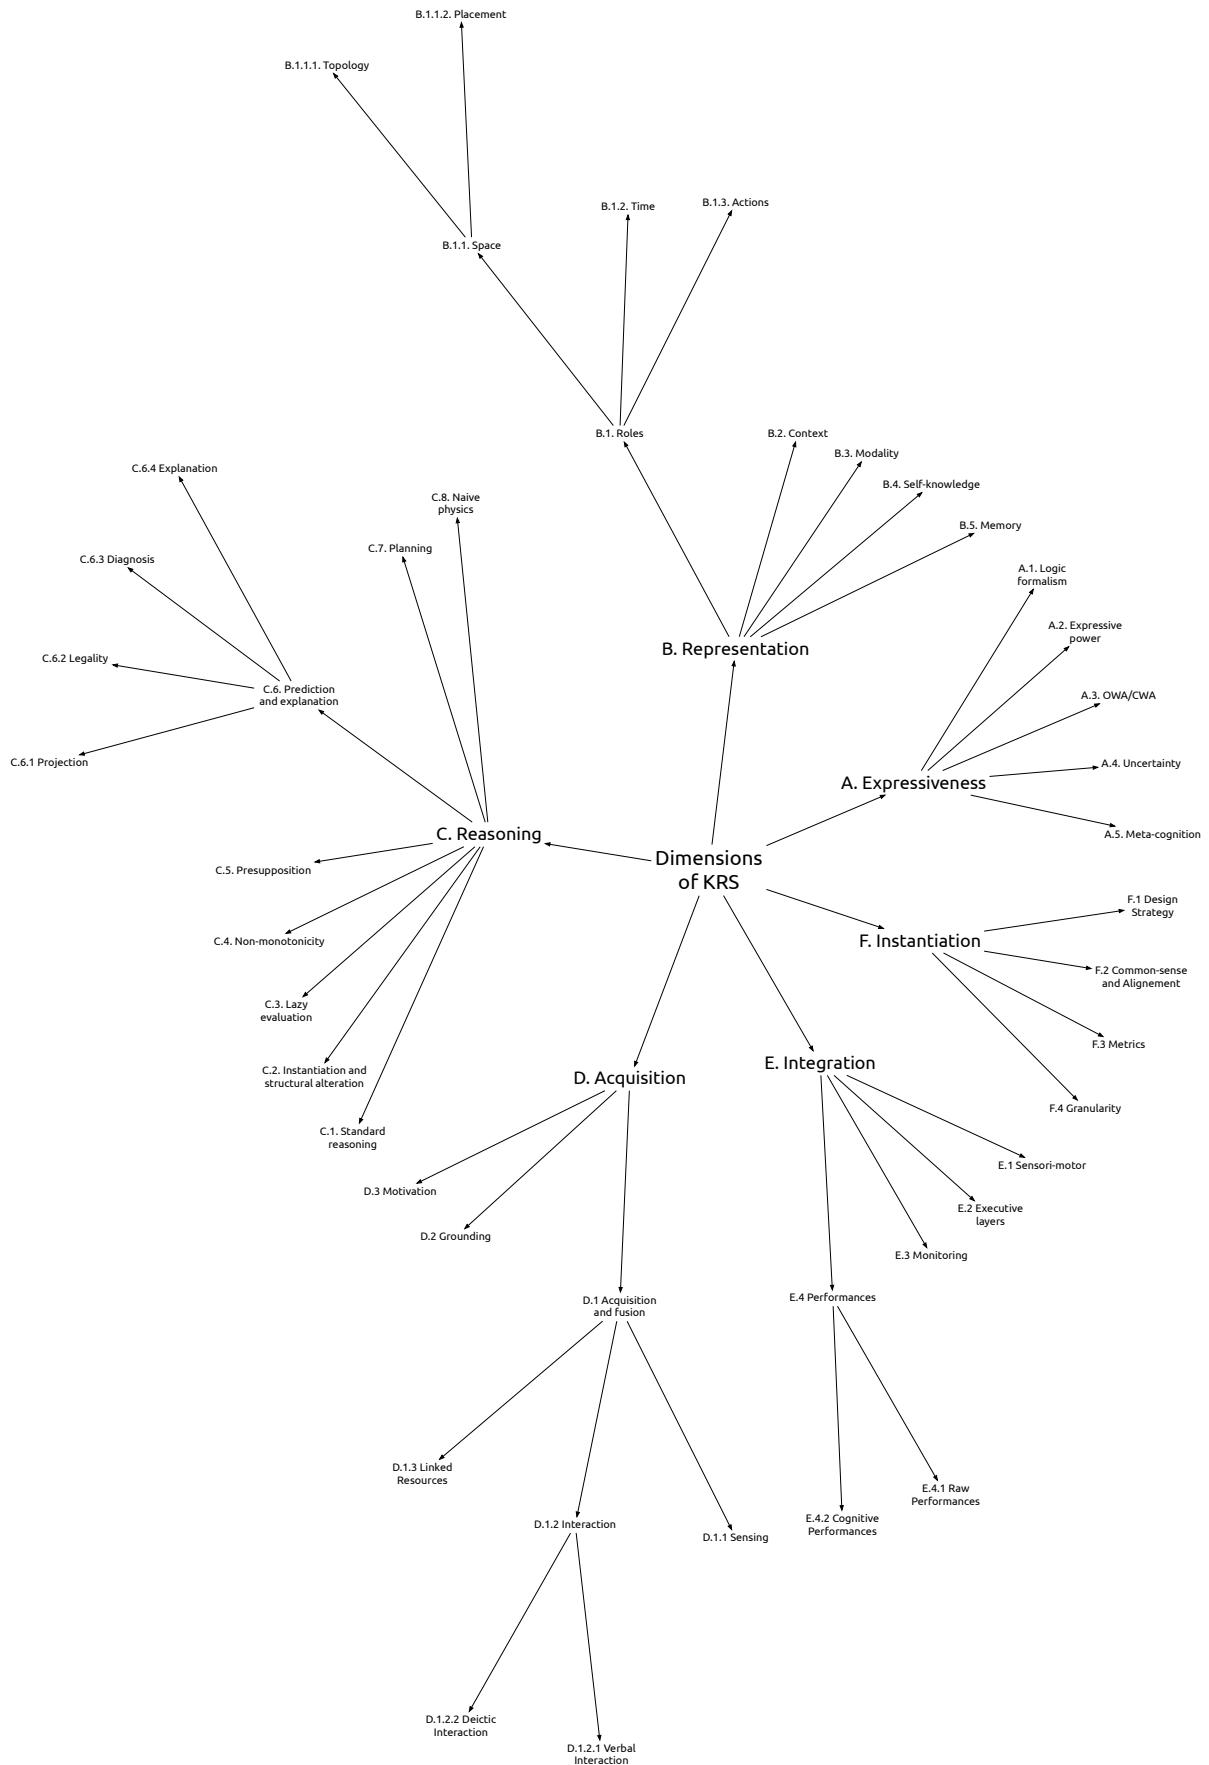 B.1.1.2. Placement
B.1.1.1. Topology
B.1.2. Time
B.1.3. Actions
B.1.1. Space
B.1. Roles
B.2. Context
B.3. Modality
B.4. Self-knowledge
B.5. Memory
C.6.4 Explanation
C.8. Naive
physics
C.7. Planning
C.6.3 Diagnosis
A.1. Logic
formalism
A.2. Expressive
power
B. Representation
C.6.2 Legality
C.6. Prediction
and explanation
A.3. OWA/CWA
C.6.1 Projection
A.4. Uncertainty
A. Expressiveness
C. Reasoning
A.5. Meta-cognition
Dimensions
of KRS
C.5. Presupposition
F.1 Design
Strategy
C.4. Non-monotonicity
F. Instantiation
F.2 Common-sense
and Alignement
C.3. Lazy
evaluation
F.3 Metrics
E. Integration
C.2. Instantiation and
structural alteration
D. Acquisition
F.4 Granularity
C.1. Standard
reasoning
E.1 Sensori-motor
D.3 Motivation
E.2 Executive
layers
D.2 Grounding
E.3 Monitoring
D.1 Acquisition
and fusion
E.4 Performances
D.1.3 Linked
Resources
E.4.1 Raw
Performances
D.1.2 Interaction
E.4.2 Cognitive
Performances
D.1.1 Sensing
D.1.2.2 Deictic
Interaction
D.1.2.1 Verbal
Interaction